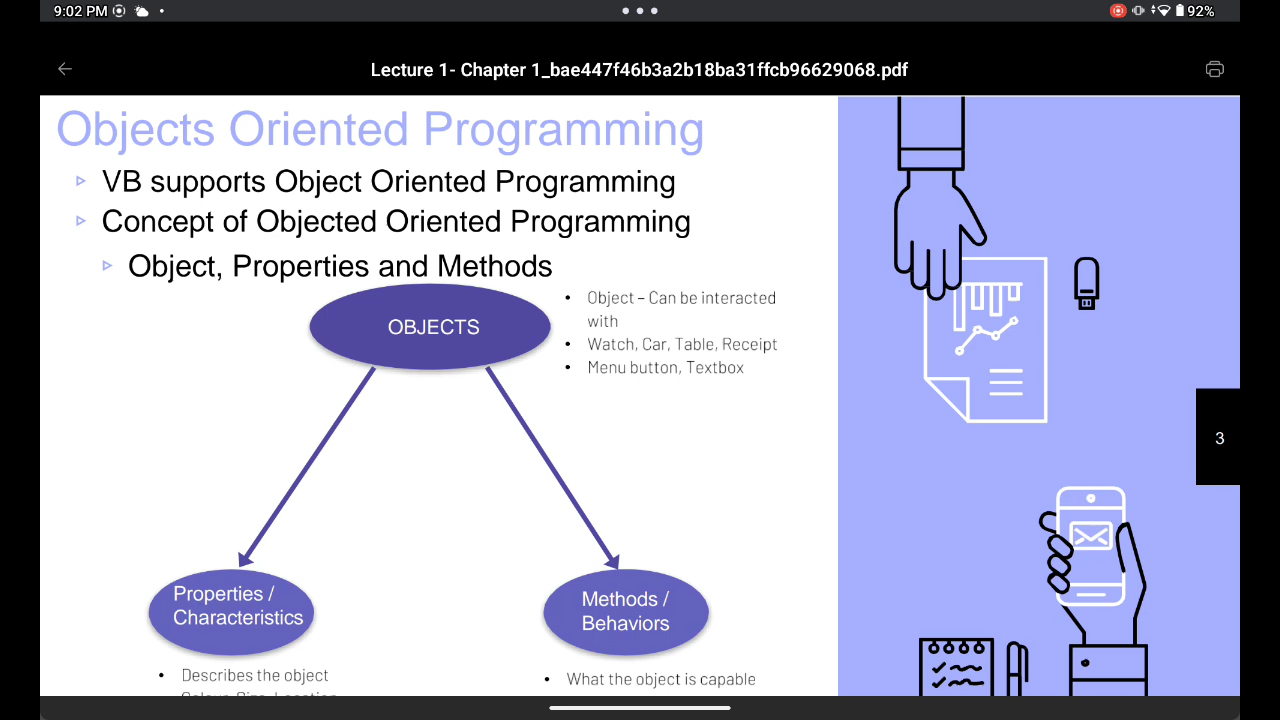 9:02 PM
92%
Lecture 1- Chapter 1_bae447f46b3a2b18ba31ffcb96629068.pdf
Objects Oriented Programming
VB supports Object Oriented Programming
Concept of Objected Oriented Programming
Object, Properties and Methods
OBJECTS
• Object – Can be interacted
with
• Watch, Car, Table, Receipt
• Menu button, Textbox
3
Properties /
Characteristics
Methods /
Behaviors
• Describes the object
• What the object is capable